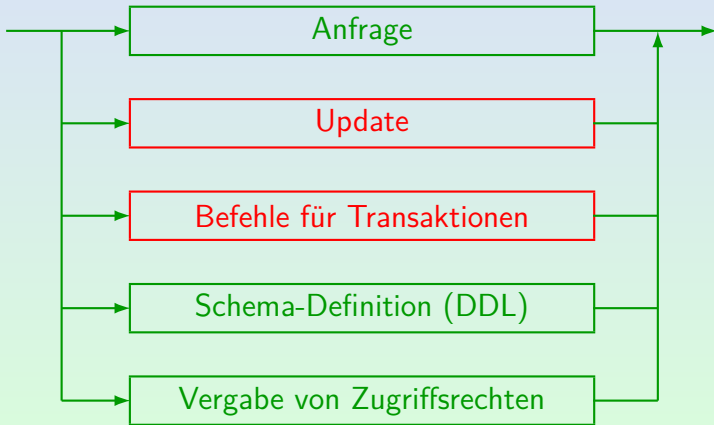 Anfrage
Update
Befehle für Transaktionen
Schema-Definition (DDL)
Vergabe von Zugriffsrechten